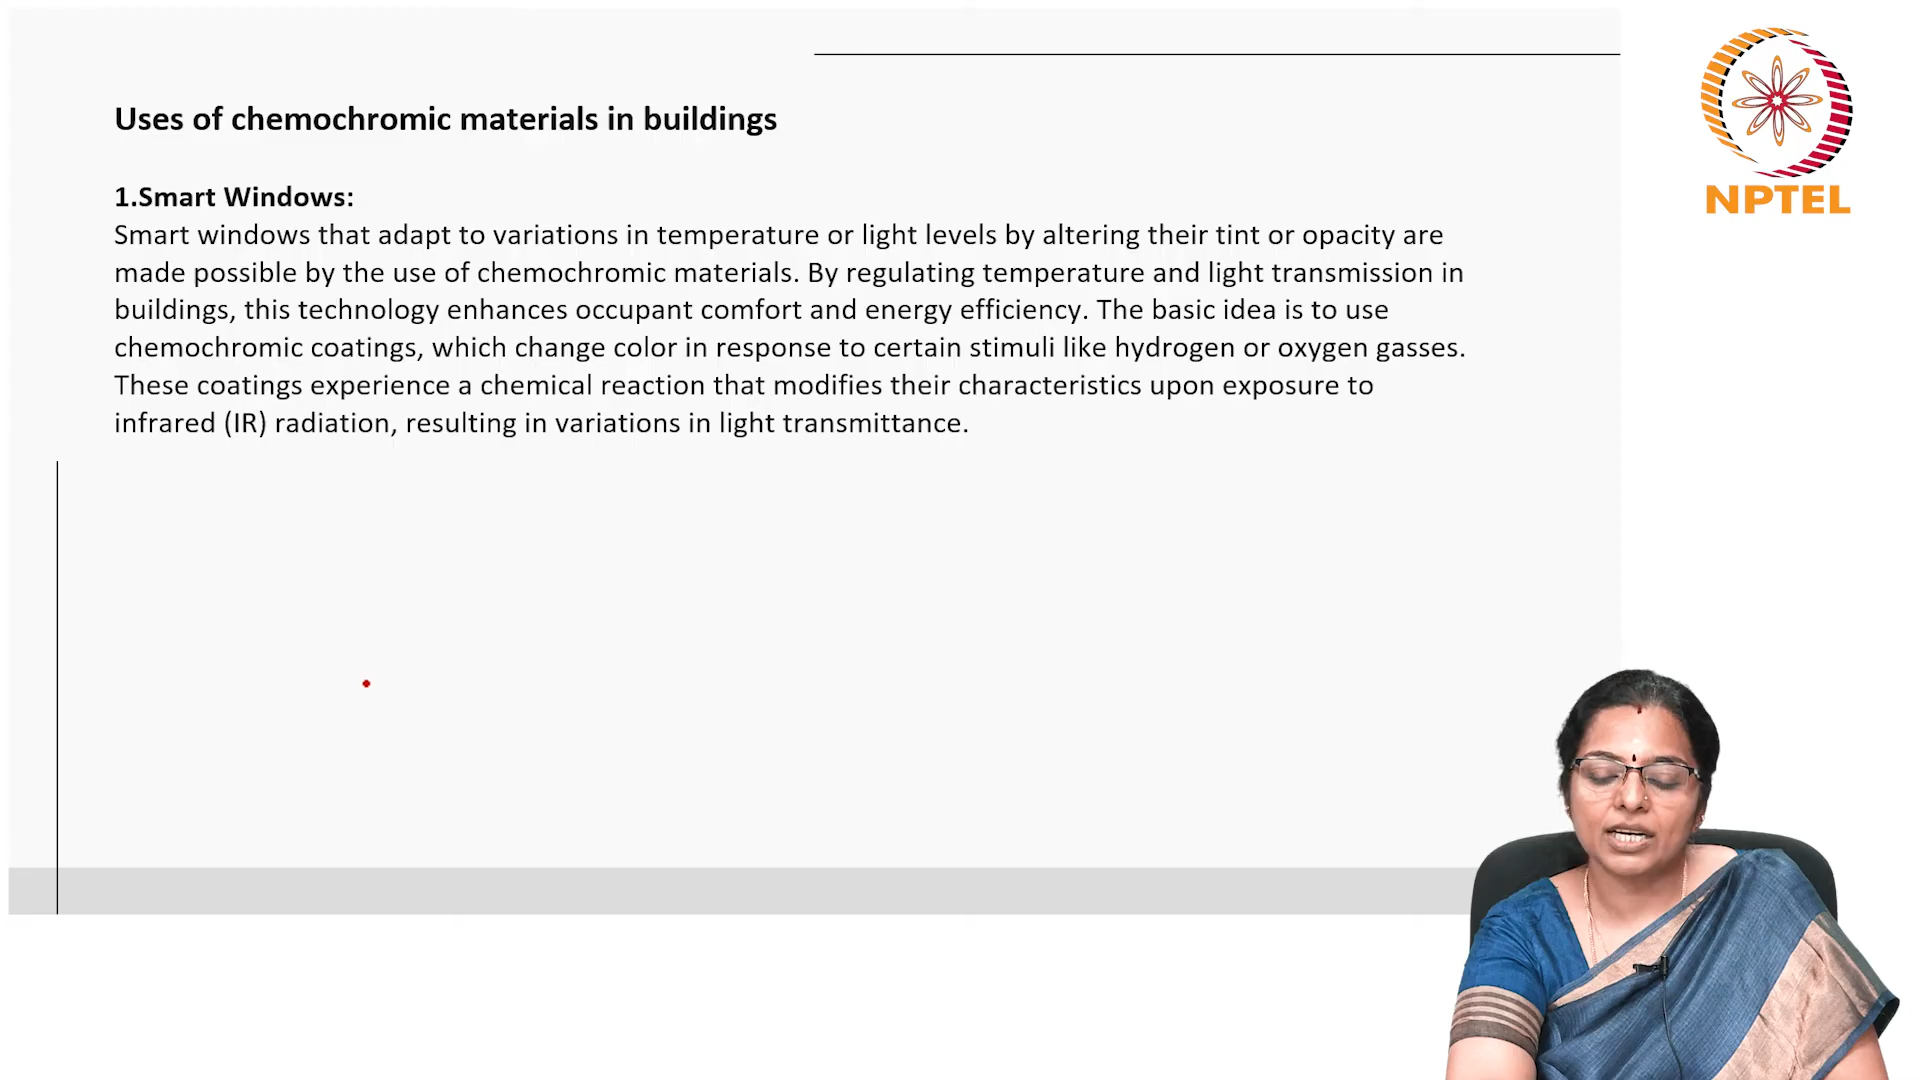 Uses of chemochromic materials in buildings
1.Smart Windows:
Smart windows that adapt to variations in temperature or light levels by altering their tint or opacity are
made possible by the use of chemochromic materials. By regulating temperature and light transmission in
buildings, this technology enhances occupant comfort and energy efficiency. The basic idea is to use
chemochromic coatings, which change color in response to certain stimuli like hydrogen or oxygen gasses.
These coatings experience a chemical reaction that modifies their characteristics upon exposure to
infrared (IR) radiation, resulting in variations in light transmittance.
NPTEL